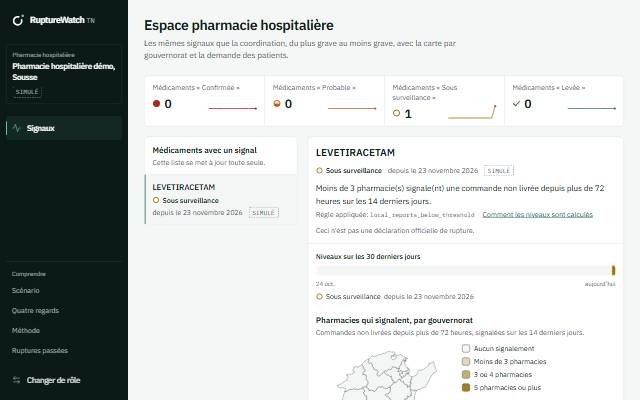 RuptureWatch TN
Pharmacie hospitalière
Pharmacie hospitalière démo,
Sousse
SIMULÉ
Signaux
Comprendre
Scénario
Quatre regards
Méthode
Ruptures passées
Changer de rôle
Espace pharmacie hospitalière
Les mêmes signaux que la coordination, du plus grave au moins grave, avec la carte par
gouvernorat et la demande des patients.
Médicaments « Confirmée »
0
Médicaments « Probable »
0
Médicaments « Sous
surveillance »
1
Médicaments « Levée »
0
Médicaments avec un signal
Cette liste se met à jour toute seule.
LEVETIRACETAM
Sous surveillance
depuis le 23 novembre 2026 SIMULÉ
LEVETIRACETAM
Sous surveillance depuis le 23 novembre 2026 SIMULÉ
Moins de 3 pharmacie(s) signale(nt) une commande non livrée depuis plus de 72
heures sur les 14 derniers jours.
Règle appliquée: local_reports_below_threshold Comment les niveaux sont calculés
Ceci n'est pas une déclaration officielle de rupture.
Niveaux sur les 30 derniers jours
24 oct. aujourd'hui
Sous surveillance depuis le 23 novembre 2026
Pharmacies qui signalent, par gouvernorat
Commandes non livrées depuis plus de 72 heures, signalées sur les 14 derniers jours.
Aucun signalement
Moins de 3 pharmacies
3 ou 4 pharmacies
5 pharmacies ou plus